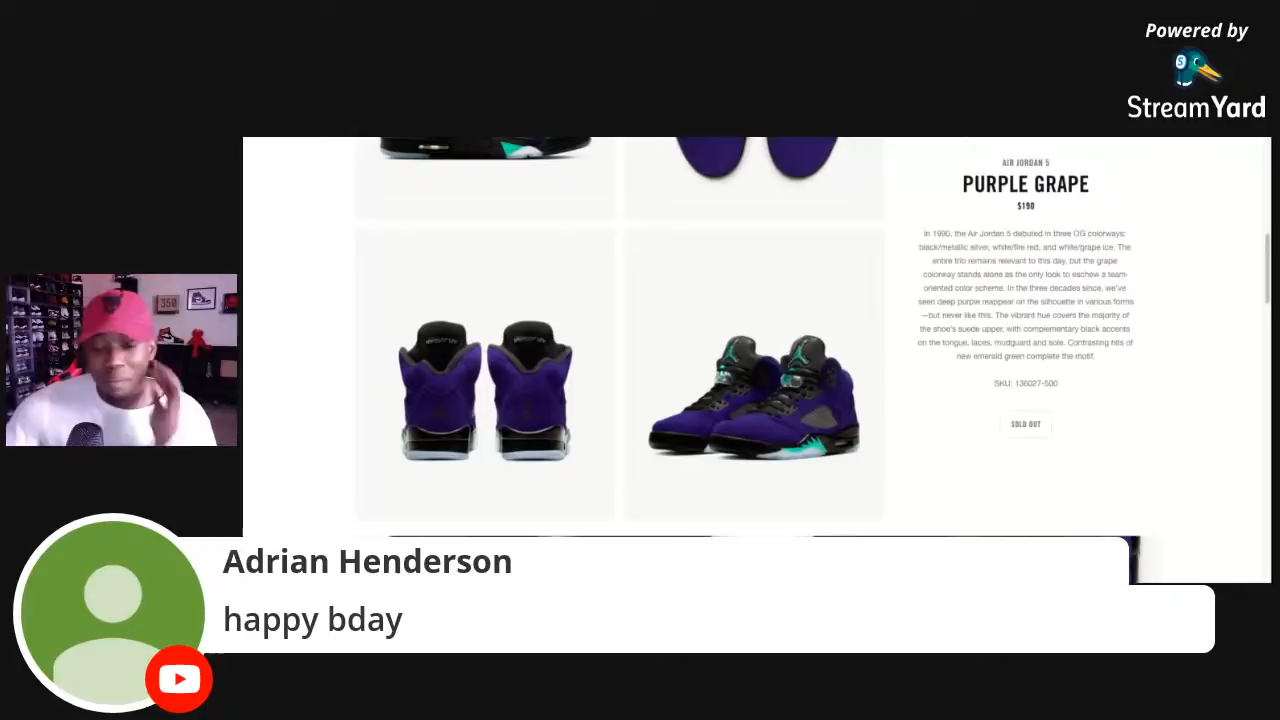 Powered by
StreamYard
AIR JORDAN 5
PURPLE GRAPE
$190
In 1990, the Air Jordan 5 debuted in three OG colorways:
black/metallic silver, white/fire red, and white/grape ice. The
entire trio remains relevant to this day, but the grape
colorway stands alone as the only look to eschew a team-
oriented color scheme. In the three decades since, we've
seen deep purple reappear on the silhouette in various forms
—but never like this. The vibrant hue covers the majority of
the shoe's suede upper, with complementary black accents
on the tongue, laces, mudguard and sole. Contrasting hits of
new emerald green complete the motif.
SKU: 136027-500
SOLD OUT
350
Adrian Henderson
happy bday